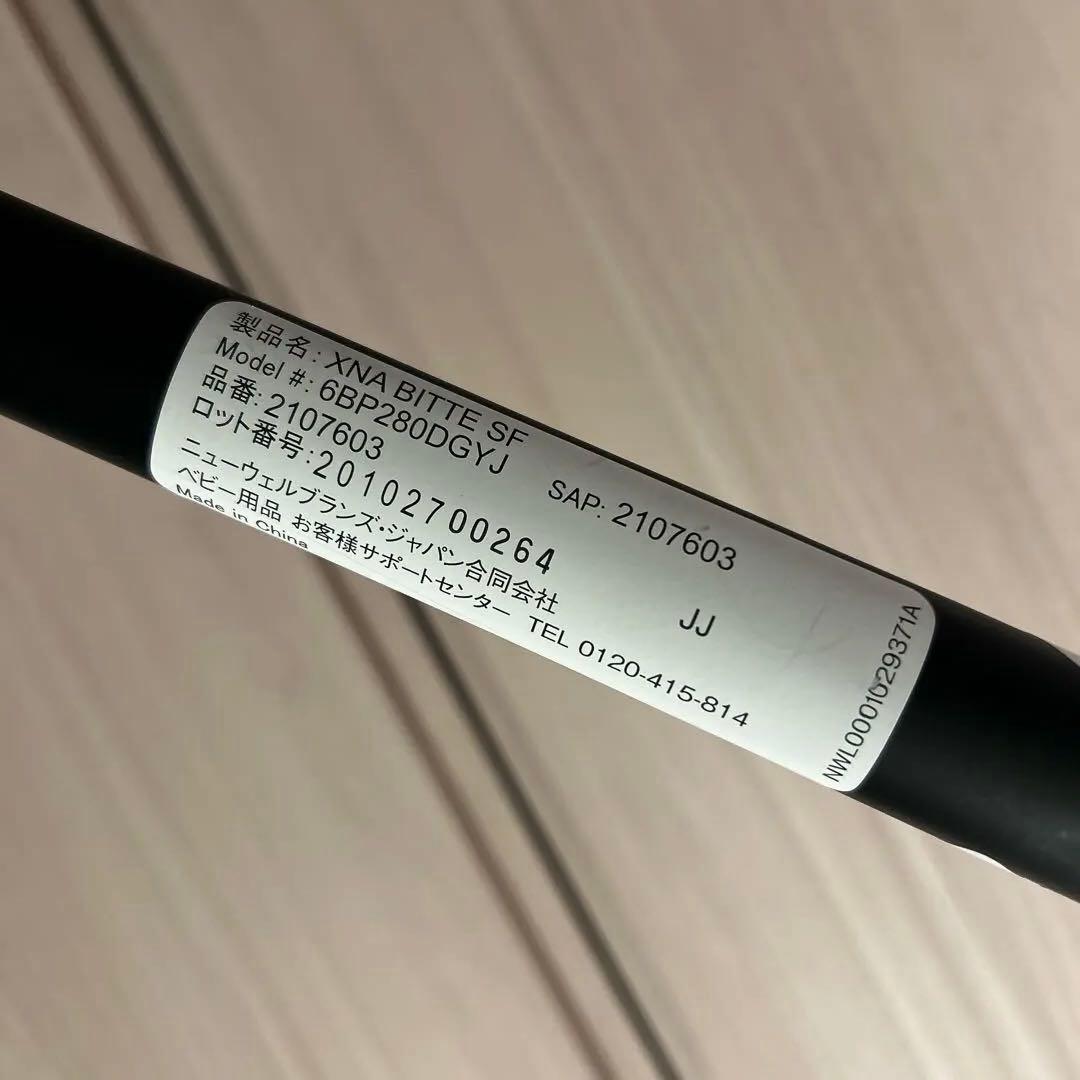 製品名: XNA BITTE SF
Model #: 6BP280DGYJ
品番: 2107603
SAP: 2107603
ロット番号: 20102700264
ニューウェルブランズ・ジャパン合同会社
JJ
ベビー用品 お客様サポートセンター TEL 0120-415-814
Made in China
NWL0001029371A